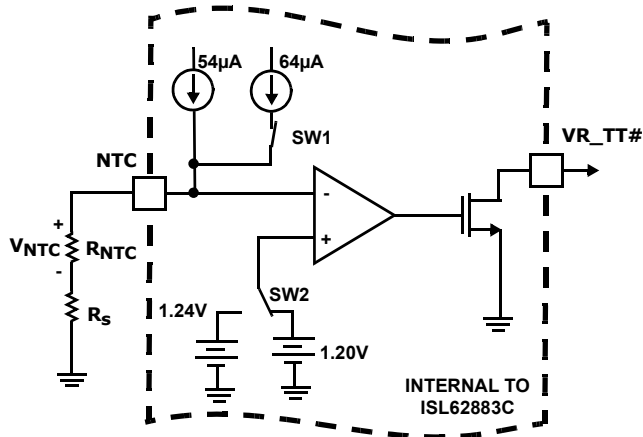 54µA
64µA
SW1
NTC
VR_TT#
-
+
+
VNTC
RNTC
-
Rs
SW2
1.24V
1.20V
INTERNAL TO
ISL62883C